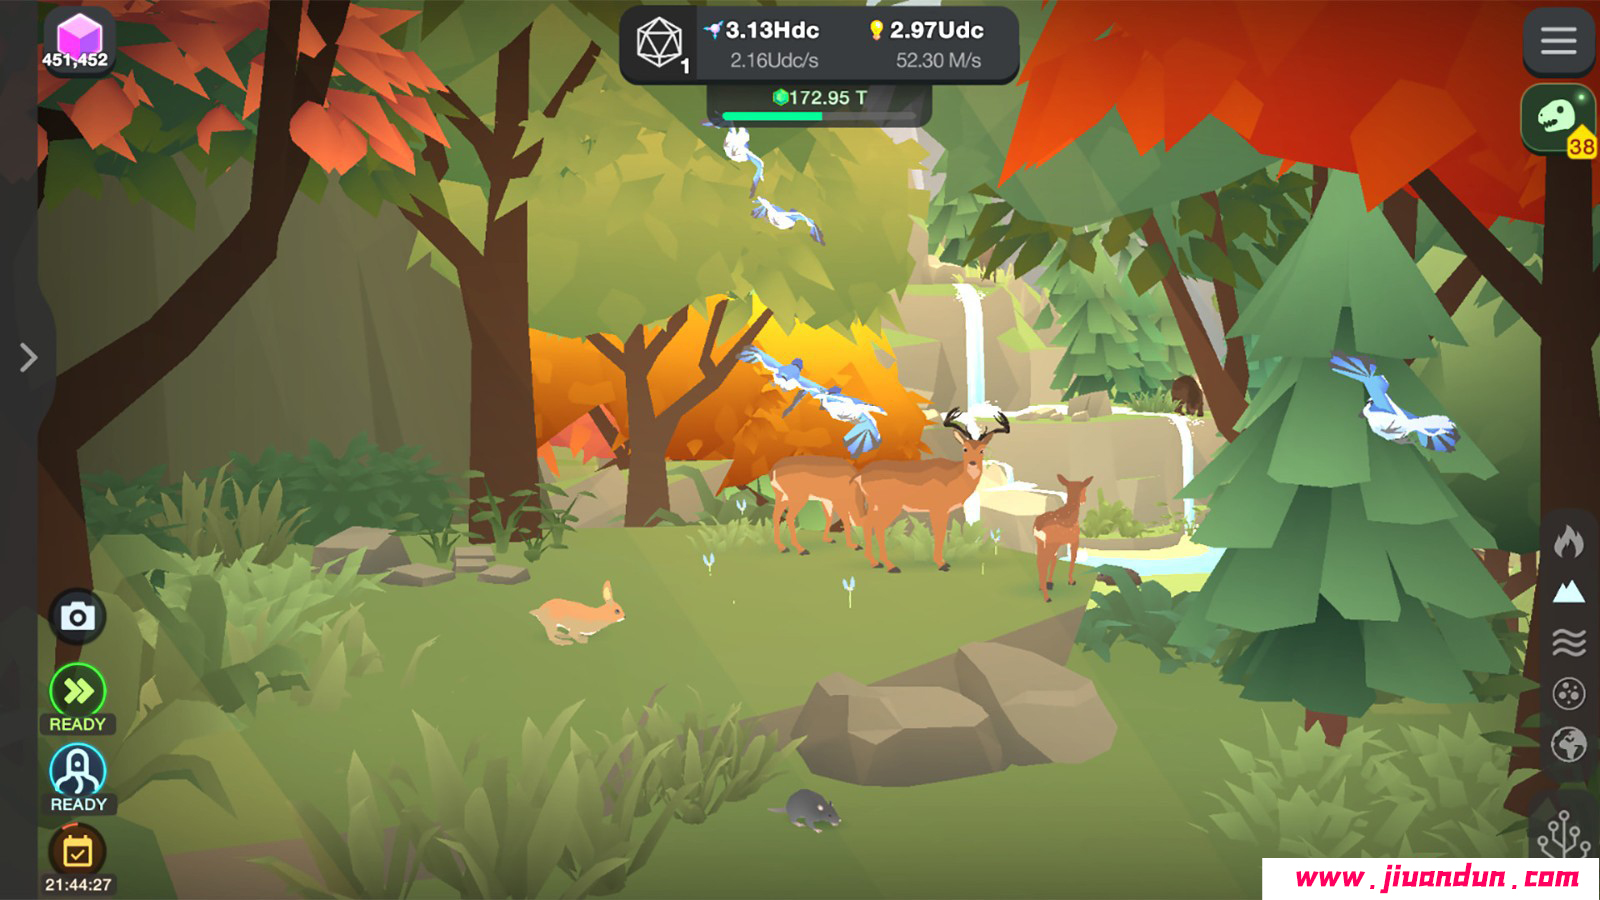 451,452
1
3.13Hdc
2.97Udc
2.16Udc/s
52.30 M/s
172.95 T
38
READY
READY
21:44:27
www.jiuandun.com